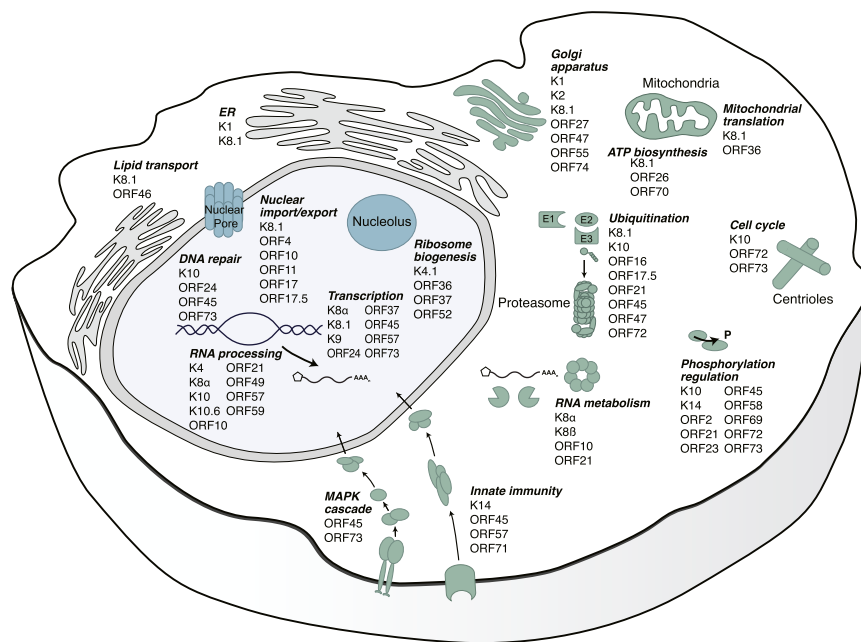 Golgi
apparatus
K1
K2
K8.1
ORF27
ORF47
ORF55
ORF74
Mitochondria
Mitochondrial
translation
K8.1
ORF36
ATP biosynthesis
K8.1
ORF26
ORF70
ER
K1
K8.1
Lipid transport
K8.1
ORF46
Nuclear
Pore
Nuclear
import/export
K8.1
ORF4
ORF10
ORF11
ORF17
ORF17.5
Nucleolus
Ribosome
biogenesis
K4.1
ORF36
ORF37
ORF52
DNA repair
K10
ORF24
ORF45
ORF73
Transcription
K8α ORF37
K8.1 ORF45
K9 ORF57
ORF24 ORF73
RNA processing
K4 ORF21
K8α ORF49
K10 ORF57
K10.6 ORF59
ORF10
AAA
E1
E2
E3
Ubiquitination
K8.1
K10
ORF16
ORF17.5
ORF21
ORF45
ORF47
ORF72
Proteasome
Cell cycle
K10
ORF72
ORF73
Centrioles
P
Phosphorylation
regulation
K10 ORF45
K14 ORF58
ORF2 ORF69
ORF21 ORF72
ORF23 ORF73
AAA
RNA metabolism
K8α
K8ß
ORF10
ORF21
MAPK
cascade
ORF45
ORF73
Innate immunity
K14
ORF45
ORF57
ORF71